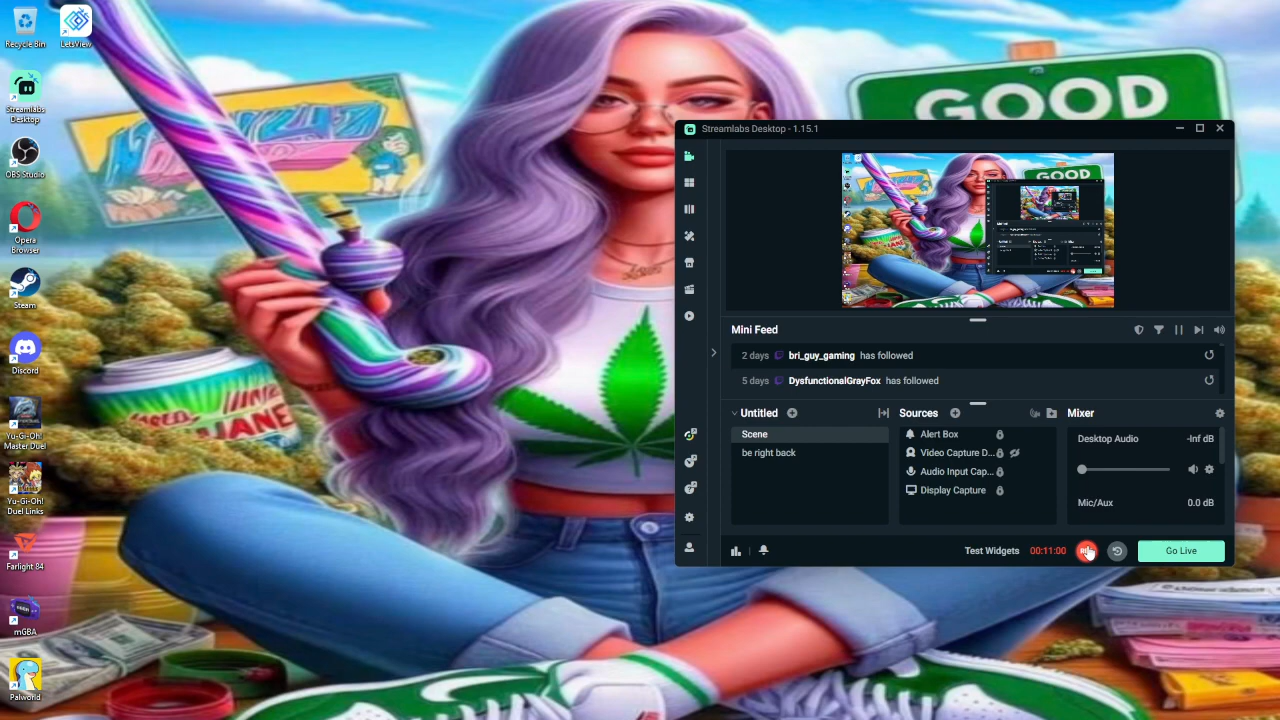 Recycle Bin
LetsView
Streamlabs
Desktop
OBS Studio
Opera
Browser
Steam
Discord
Yu-Gi-Oh!
Master Duel
Yu-Gi-Oh!
Duel Links
Farlight 84
mGBA
Palworld
GOOD
JANE
Streamlabs Desktop - 1.15.1
GOOD
Mini Feed
2 days bri_guy_gaming has followed
5 days DysfunctionalGrayFox has followed
Untitled
Scene
be right back
Sources
Alert Box
Video Capture D...
Audio Input Cap...
Display Capture
Mixer
Desktop Audio -Inf dB
Mic/Aux 0.0 dB
Test Widgets 00:11:00 Go Live